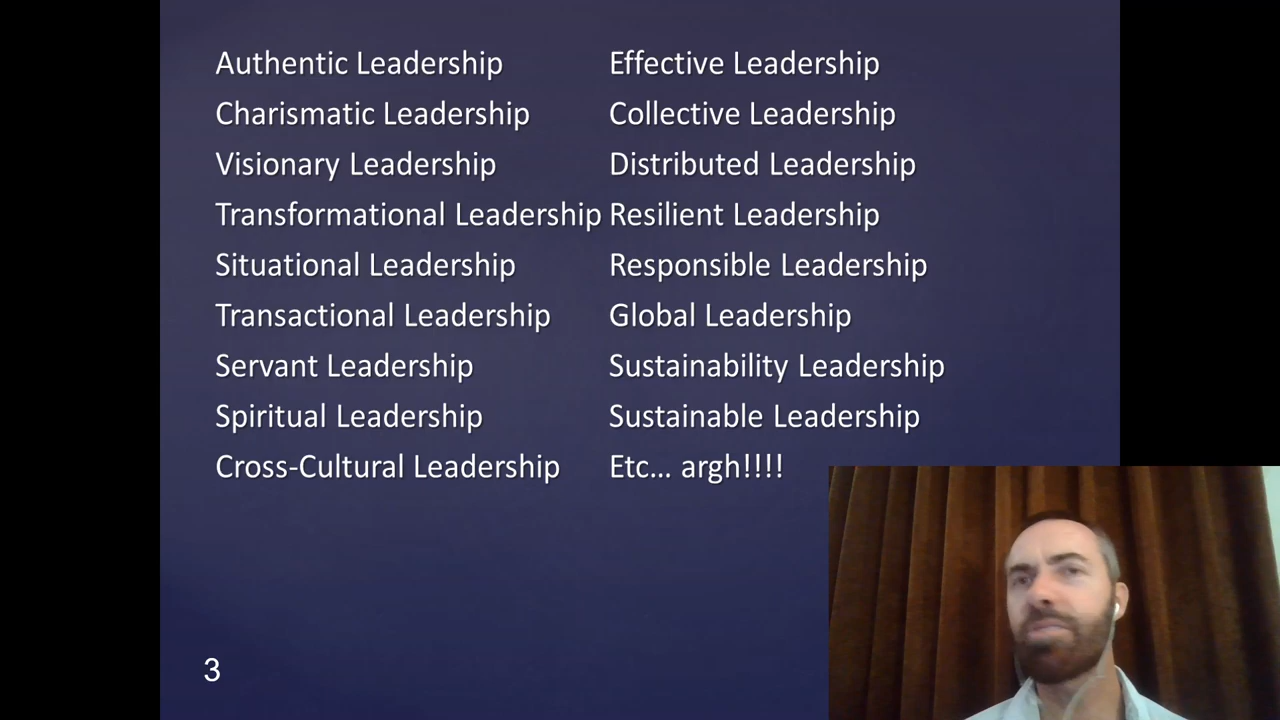 Authentic Leadership
Charismatic Leadership
Visionary Leadership
Transformational Leadership
Situational Leadership
Transactional Leadership
Servant Leadership
Spiritual Leadership
Cross-Cultural Leadership
Effective Leadership
Collective Leadership
Distributed Leadership
Resilient Leadership
Responsible Leadership
Global Leadership
Sustainability Leadership
Sustainable Leadership
Etc... argh!!!!
3